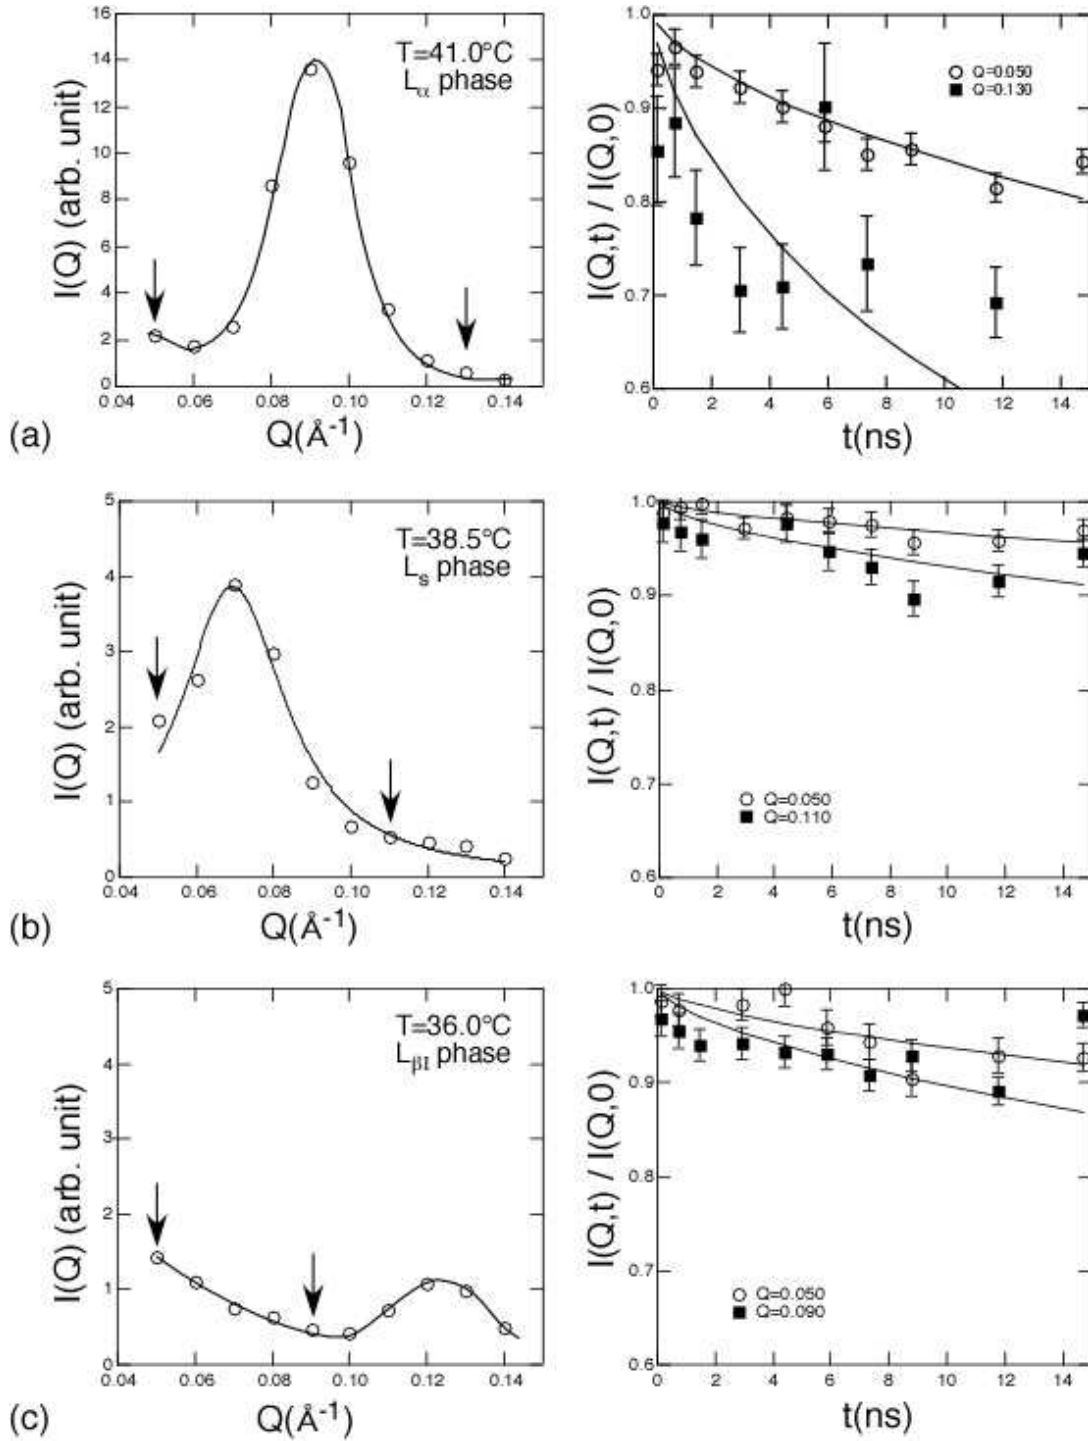 16
14
12
10
8
6
4
2
0
0.04 0.06 0.08 0.10 0.12 0.14
I(Q) (arb. unit)
Q(Å⁻¹)
T=41.0°C
Lα phase
(a)
1.0
0.9
0.8
0.7
0.6
0 2 4 6 8 10 12 14
I(Q,t) / I(Q,0)
t(ns)
Q=0.050
Q=0.130
5
4
3
2
1
0
0.04 0.06 0.08 0.10 0.12 0.14
I(Q) (arb. unit)
Q(Å⁻¹)
T=38.5°C
Ls phase
(b)
1.0
0.9
0.8
0.7
0.6
0 2 4 6 8 10 12 14
I(Q,t) / I(Q,0)
t(ns)
Q=0.050
Q=0.110
5
4
3
2
1
0
0.04 0.06 0.08 0.10 0.12 0.14
I(Q) (arb. unit)
Q(Å⁻¹)
T=36.0°C
LβI phase
(c)
1.0
0.9
0.8
0.7
0.6
0 2 4 6 8 10 12 14
I(Q,t) / I(Q,0)
t(ns)
Q=0.050
Q=0.090